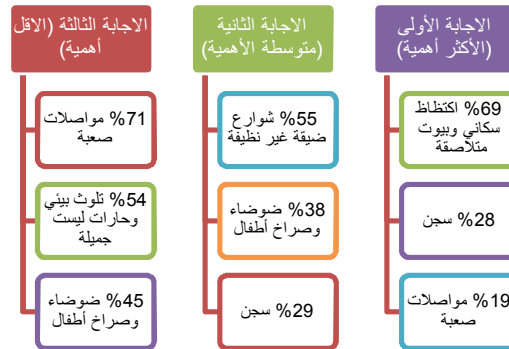 الاجابة الأولى
(الأكثر أهمية)
%69 اكتظاظ
سكاني وبيوت
متلاصقة
%28 سجن
%19 مواصلات
صعبة
الاجابة الثانية
(متوسطة الأهمية)
%55 شوارع
ضيقة غير نظيفة
%38 ضوضاء
وصراخ أطفال
%29 سجن
الاجابة الثالثة (الاقل
أهمية)
%71 مواصلات
صعبة
%54 تلوث بيئي
وحارات ليست
جميلة
%45 ضوضاء
وصراخ أطفال